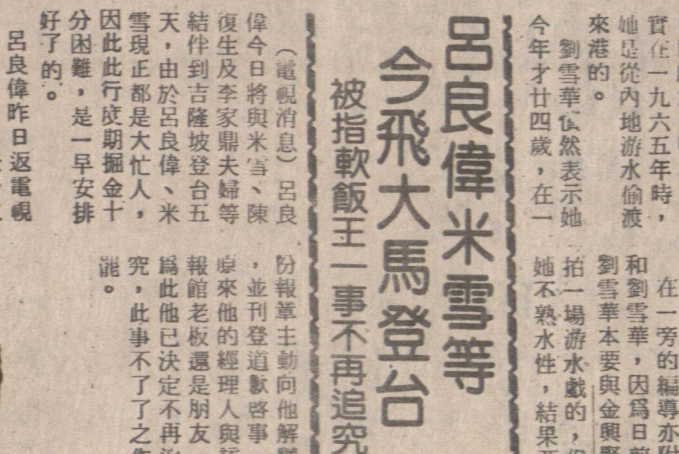 實在一九六五年時，
她是從內地游水偷渡
來港的。
劉雪華依然表示她
今年才廿四歲，在一
在一旁的編導亦
和劉雪華，因爲日前
劉雪華本要與金興賢
拍一場游水戲的，但
她不熟水性，結果
呂良偉米雪等
今飛大馬登台
被指軟飯王一事不再追究
（電視消息）呂良
偉今日將與米雪、陳
復生及李家鼎夫婦等
結伴到吉隆坡登台五
天，由於呂良偉、米
雪現正都是大忙人，
因此此行度期掘金十
分困難，是一早安排
好了的。
呂良偉昨日返電視
份報章主動向他解釋
，並刊登道歉啓事
原來他的經理人與該
報館老板還是朋友
爲此他已決定不再追
究，此事不了了之作
罷。